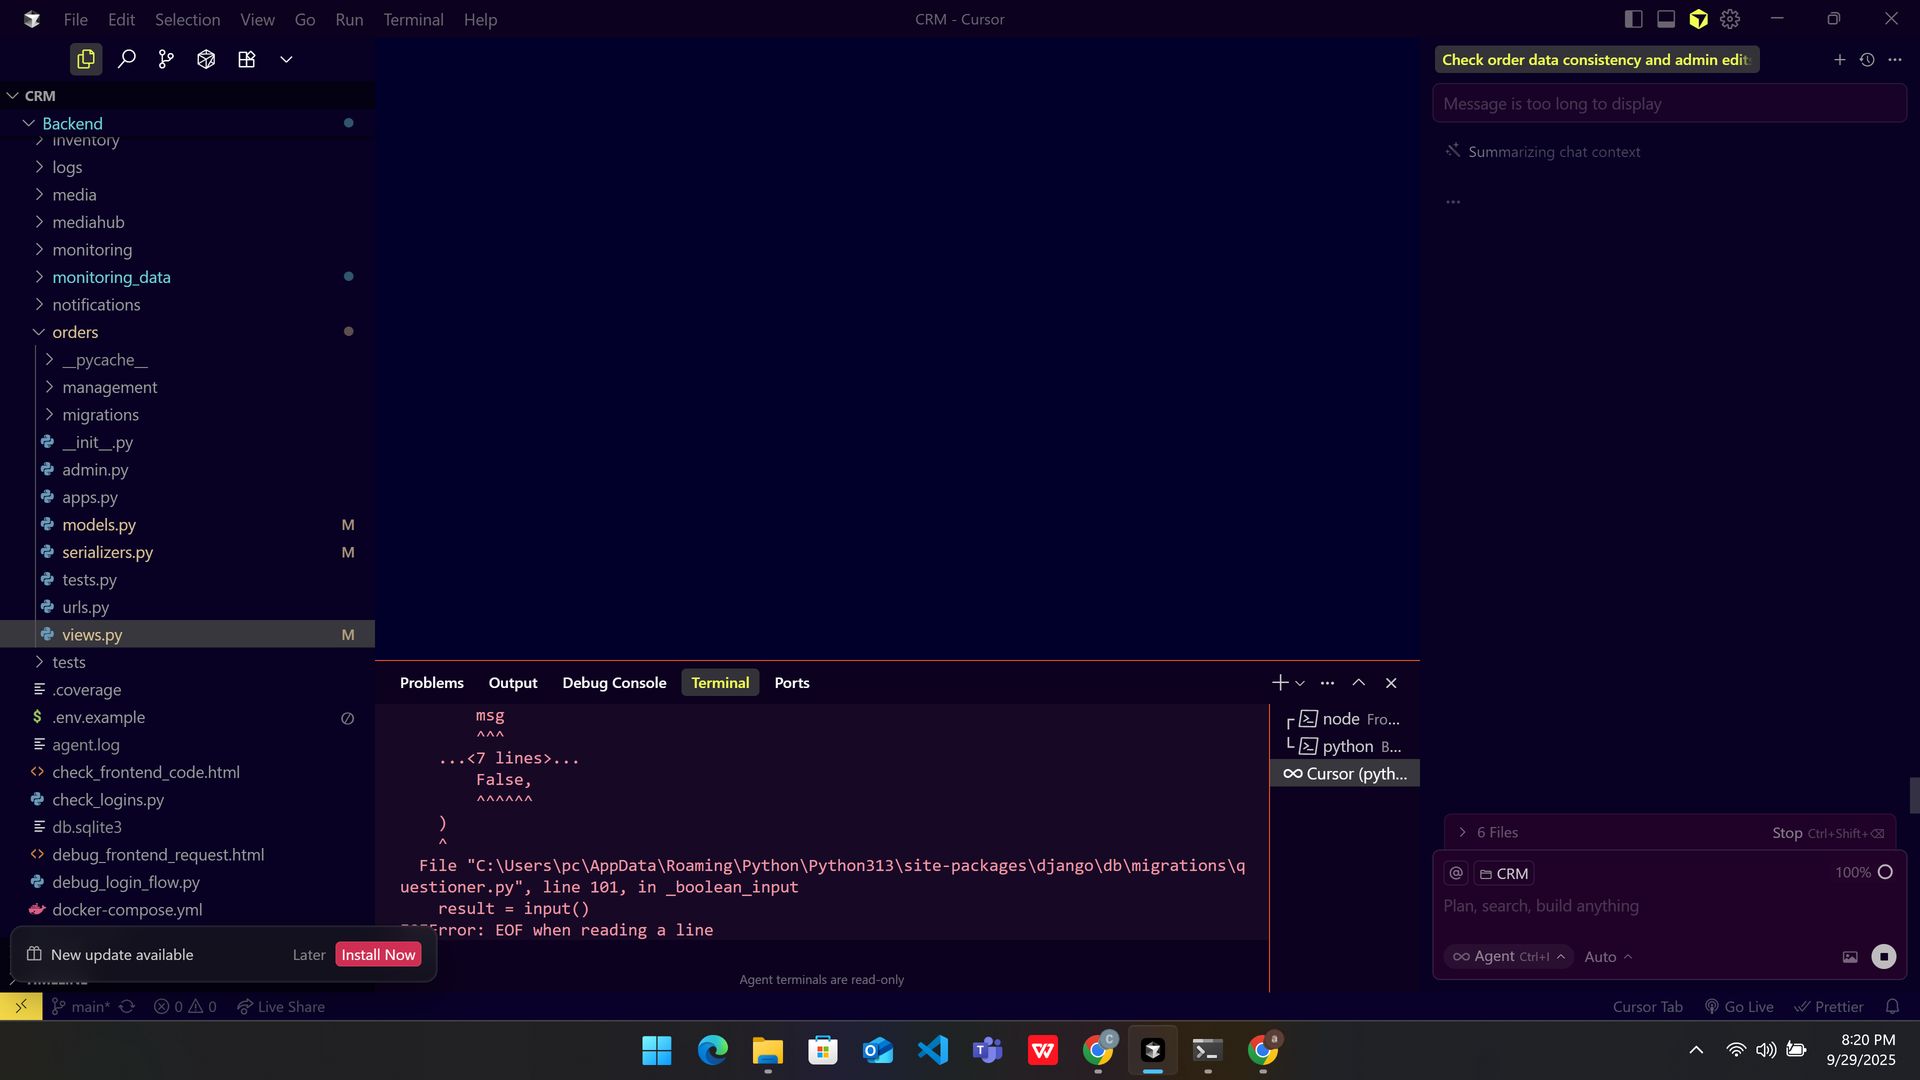 File Edit Selection View Go Run Terminal Help
CRM - Cursor
CRM
Backend
inventory
logs
media
mediahub
monitoring
monitoring_data
notifications
orders
__pycache__
management
migrations
__init__.py
admin.py
apps.py
models.py M
serializers.py M
tests.py
urls.py
views.py M
tests
.coverage
$ .env.example
agent.log
check_frontend_code.html
check_logins.py
db.sqlite3
debug_frontend_request.html
debug_login_flow.py
docker-compose.yml
New update available Later Install Now
main* 0 0 Live Share
Problems Output Debug Console Terminal Ports
msg
^^^
...<7 lines>...
False,
^^^^^^
)
^
File "C:\Users\pc\AppData\Roaming\Python\Python313\site-packages\django\db\migrations\q
uestioner.py", line 101, in _boolean_input
result = input()
EOFError: EOF when reading a line
Agent terminals are read-only
node Fro...
python B...
Cursor (pyth...
Check order data consistency and admin edit
Message is too long to display
Summarizing chat context
...
6 Files Stop Ctrl+Shift+⌫
@ CRM 100%
Plan, search, build anything
Agent Ctrl+I Auto
Cursor Tab Go Live Prettier
8:20 PM
9/29/2025